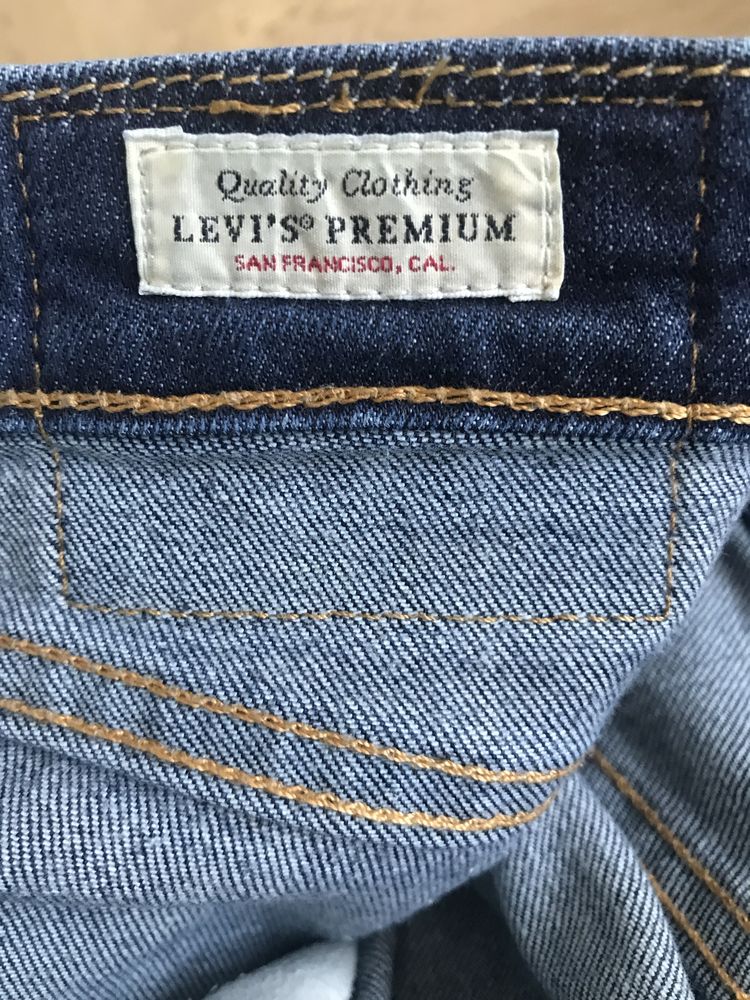 Quality Clothing
LEVI'S® PREMIUM
SAN FRANCISCO, CAL.